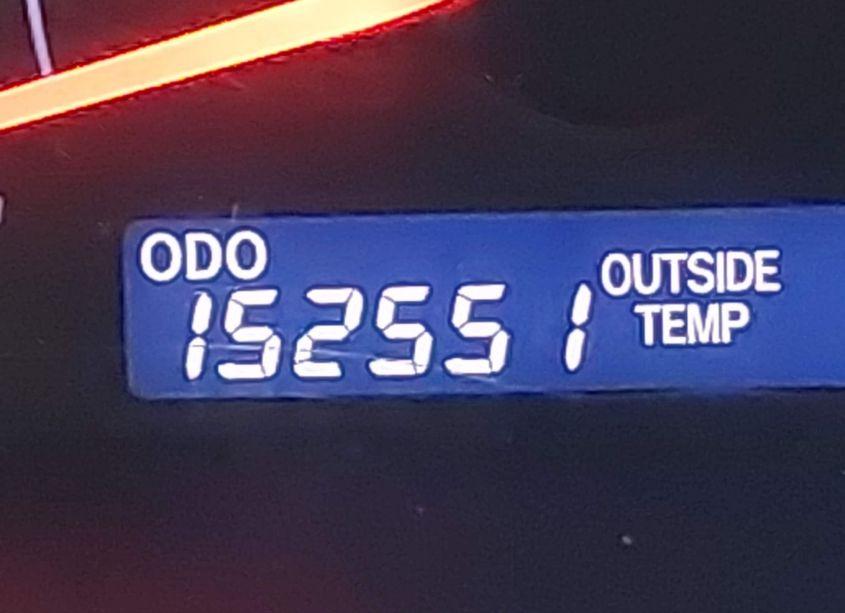 ODO
152551
OUTSIDE
TEMP